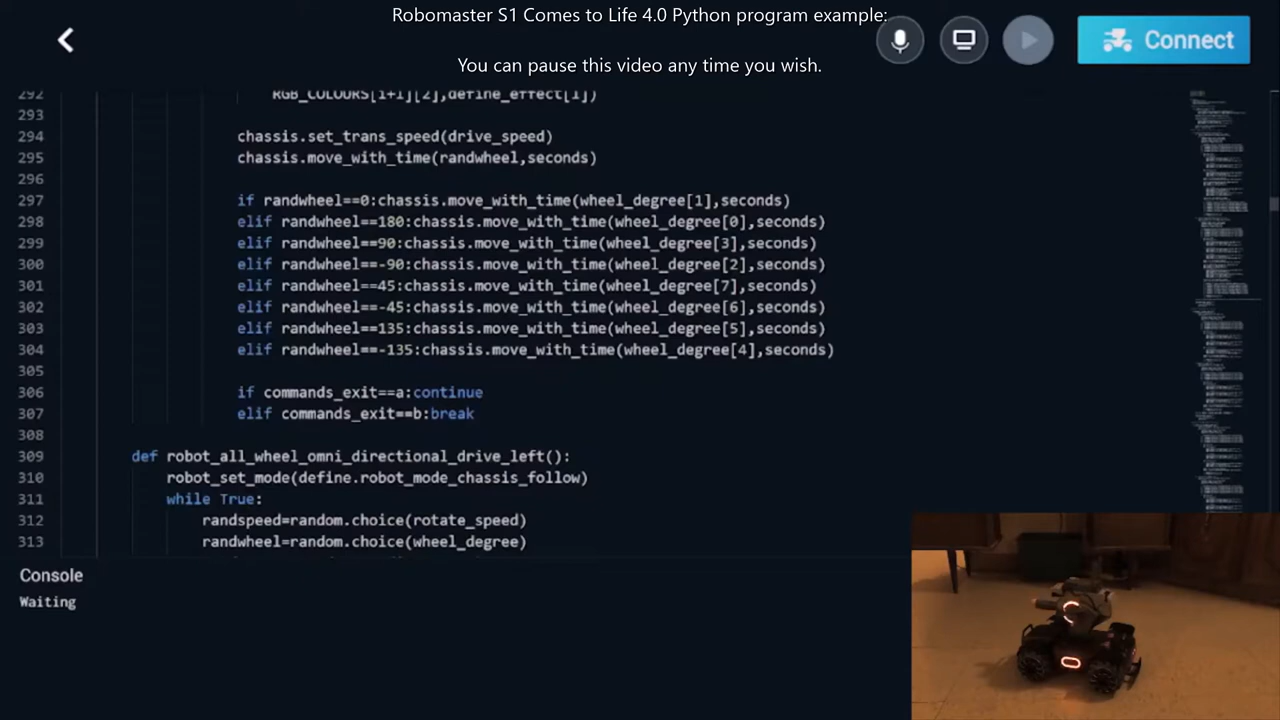 Robomaster S1 Comes to Life 4.0 Python program example:
You can pause this video any time you wish.
Connect
292 RGB_COLOURS[1+1][2],define_effect[1])
293
294 chassis.set_trans_speed(drive_speed)
295 chassis.move_with_time(randwheel,seconds)
296
297 if randwheel==0:chassis.move_with_time(wheel_degree[1],seconds)
298 elif randwheel==180:chassis.move_with_time(wheel_degree[0],seconds)
299 elif randwheel==90:chassis.move_with_time(wheel_degree[3],seconds)
300 elif randwheel==-90:chassis.move_with_time(wheel_degree[2],seconds)
301 elif randwheel==45:chassis.move_with_time(wheel_degree[7],seconds)
302 elif randwheel==-45:chassis.move_with_time(wheel_degree[6],seconds)
303 elif randwheel==135:chassis.move_with_time(wheel_degree[5],seconds)
304 elif randwheel==-135:chassis.move_with_time(wheel_degree[4],seconds)
305
306 if commands_exit==a:continue
307 elif commands_exit==b:break
308
309 def robot_all_wheel_omni_directional_drive_left():
310 robot_set_mode(define.robot_mode_chassis_follow)
311 while True:
312 randspeed=random.choice(rotate_speed)
313 randwheel=random.choice(wheel_degree)
Console
Waiting